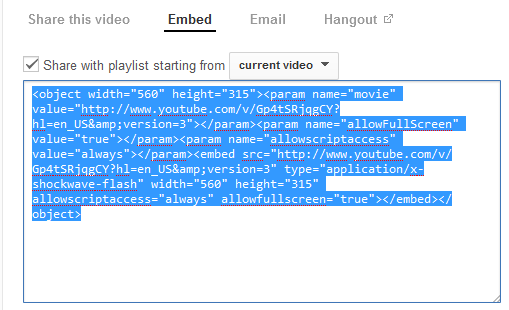 Share this video Embed Email Hangout
Share with playlist starting from current video
<object width="560" height="315"><param name="movie"
value="http://www.youtube.com/v/Gp4tSRjqgCY?
hl=en_US&amp;version=3"></param><param name="allowFullScreen"
value="true"></param><param name="allowscriptaccess"
value="always"></param><embed src="http://www.youtube.com/v/
Gp4tSRjqgCY?hl=en_US&amp;version=3" type="application/x-
shockwave-flash" width="560" height="315"
allowscriptaccess="always" allowfullscreen="true"></embed></
object>